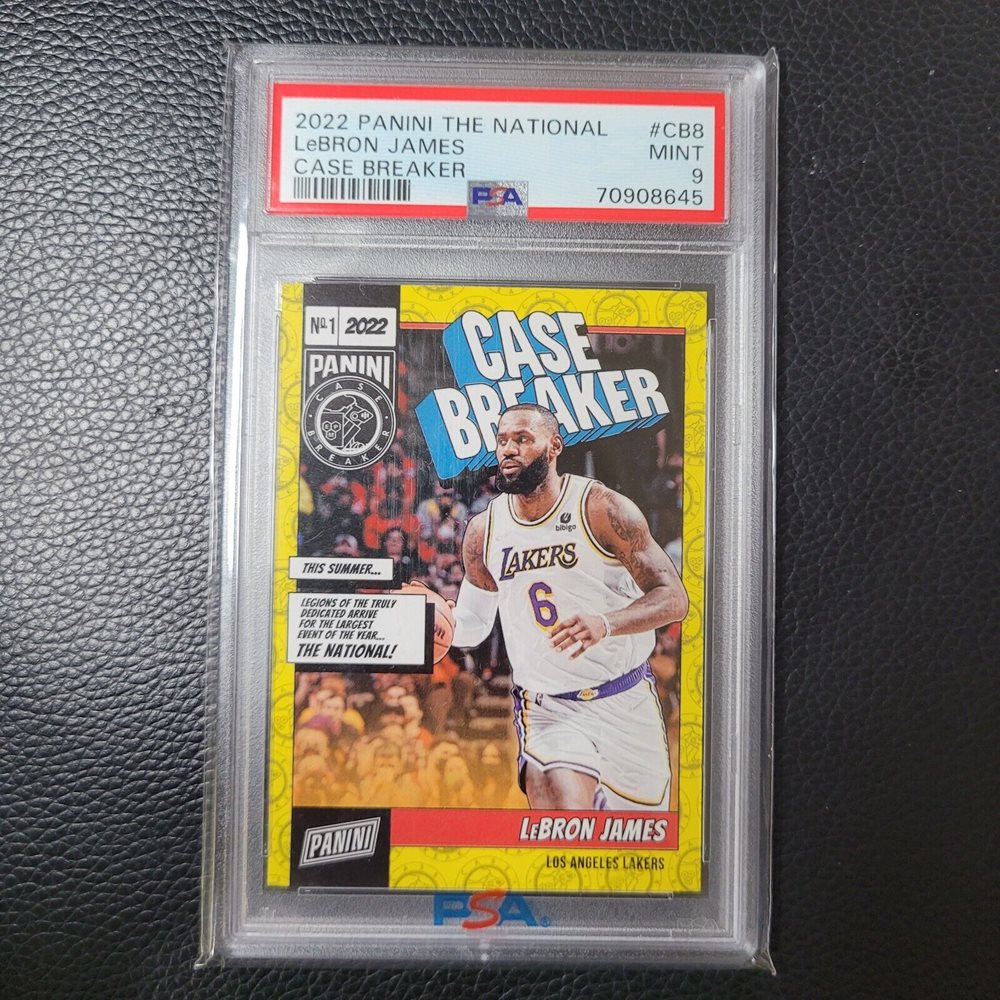 2022 PANINI THE NATIONAL #CB8
LeBRON JAMES MINT
CASE BREAKER 9
PSA 70908645
No. 1 2022
PANINI
CASE BREAKER
CASE
BREAKER
bibigo
LAKERS
6
THIS SUMMER...
LEGIONS OF THE TRULY
DEDICATED ARRIVE
FOR THE LARGEST
EVENT OF THE YEAR...
THE NATIONAL!
PANINI
LeBRON JAMES
LOS ANGELES LAKERS
PSA